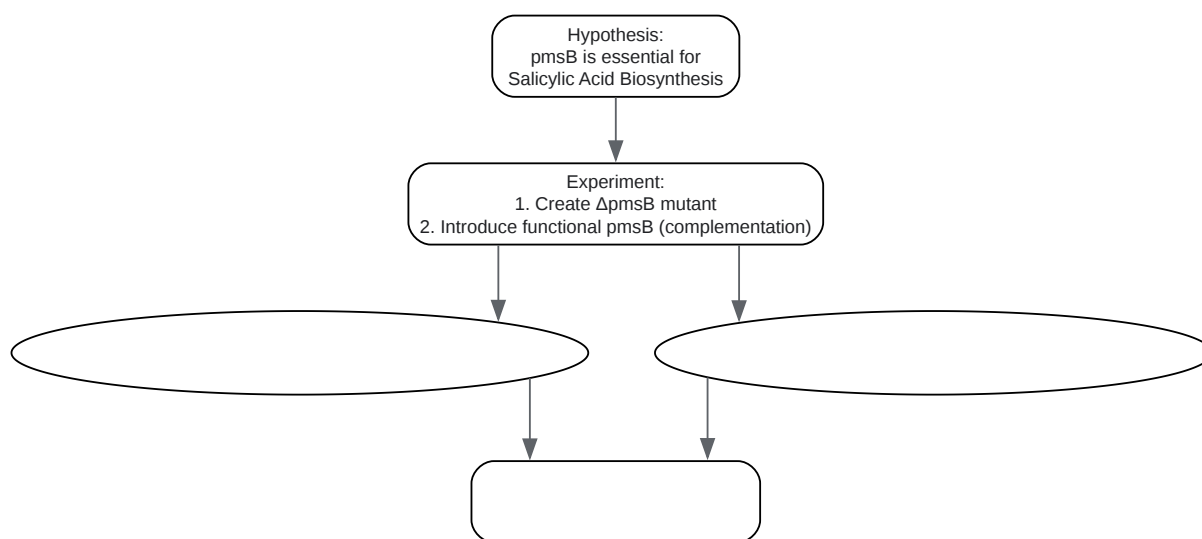 Hypothesis:
pmsB is essential for
Salicylic Acid Biosynthesis
Experiment:
1. Create ΔpmsB mutant
2. Introduce functional pmsB (complementation)